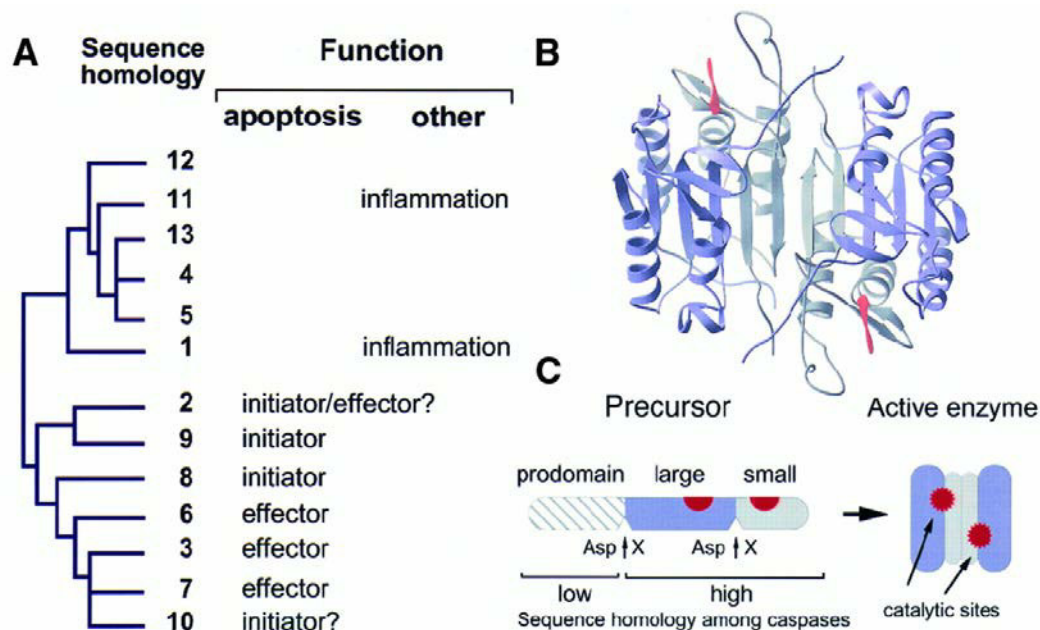 A
Sequence
homology
Function
apoptosis other
12
11 inflammation
13
4
5
1 inflammation
2 initiator/effector?
9 initiator
8 initiator
6 effector
3 effector
7 effector
10 initiator?
B
C
Precursor Active enzyme
prodomain large small
Asp X Asp X
low high
Sequence homology among caspases
catalytic sites